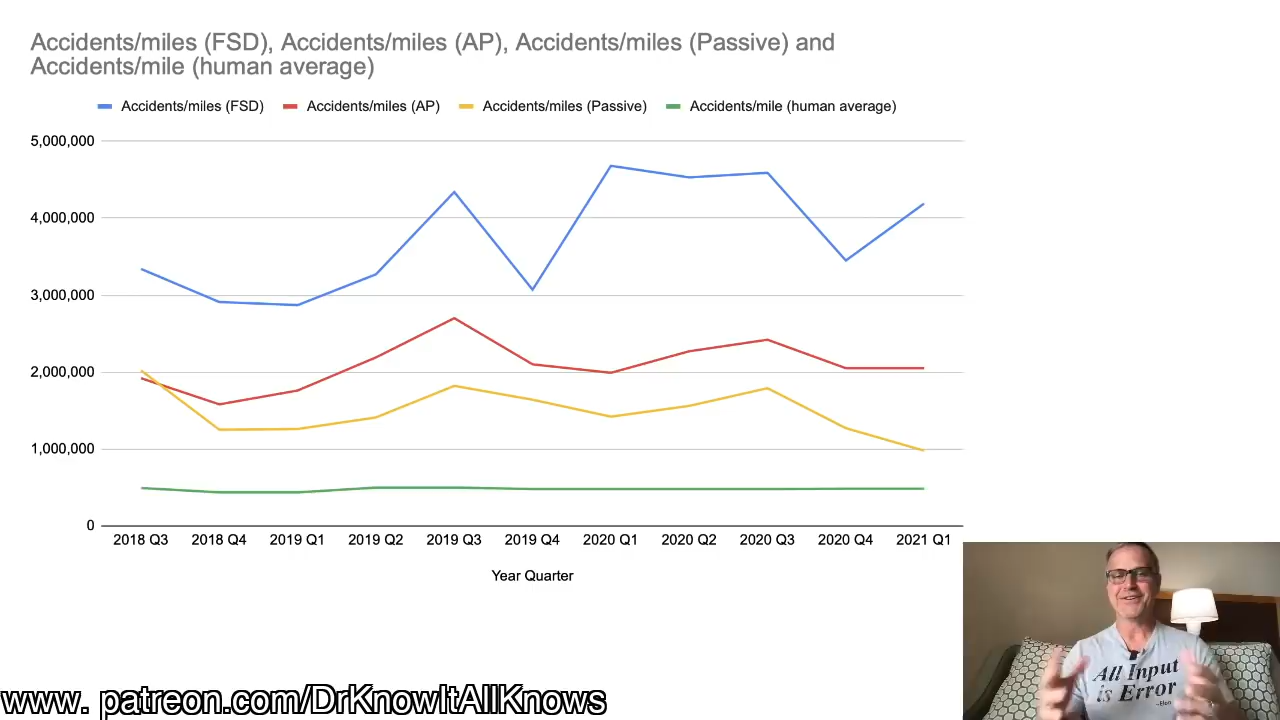 Accidents/miles (FSD), Accidents/miles (AP), Accidents/miles (Passive) and
Accidents/mile (human average)
Accidents/miles (FSD) Accidents/miles (AP) Accidents/miles (Passive) Accidents/mile (human average)
5,000,000
4,000,000
3,000,000
2,000,000
1,000,000
0
2018 Q3 2018 Q4 2019 Q1 2019 Q2 2019 Q3 2019 Q4 2020 Q1 2020 Q2 2020 Q3 2020 Q4 2021 Q1
Year Quarter
All Input
is Error
~Elon
www. patreon.com/DrKnowItAllKnows